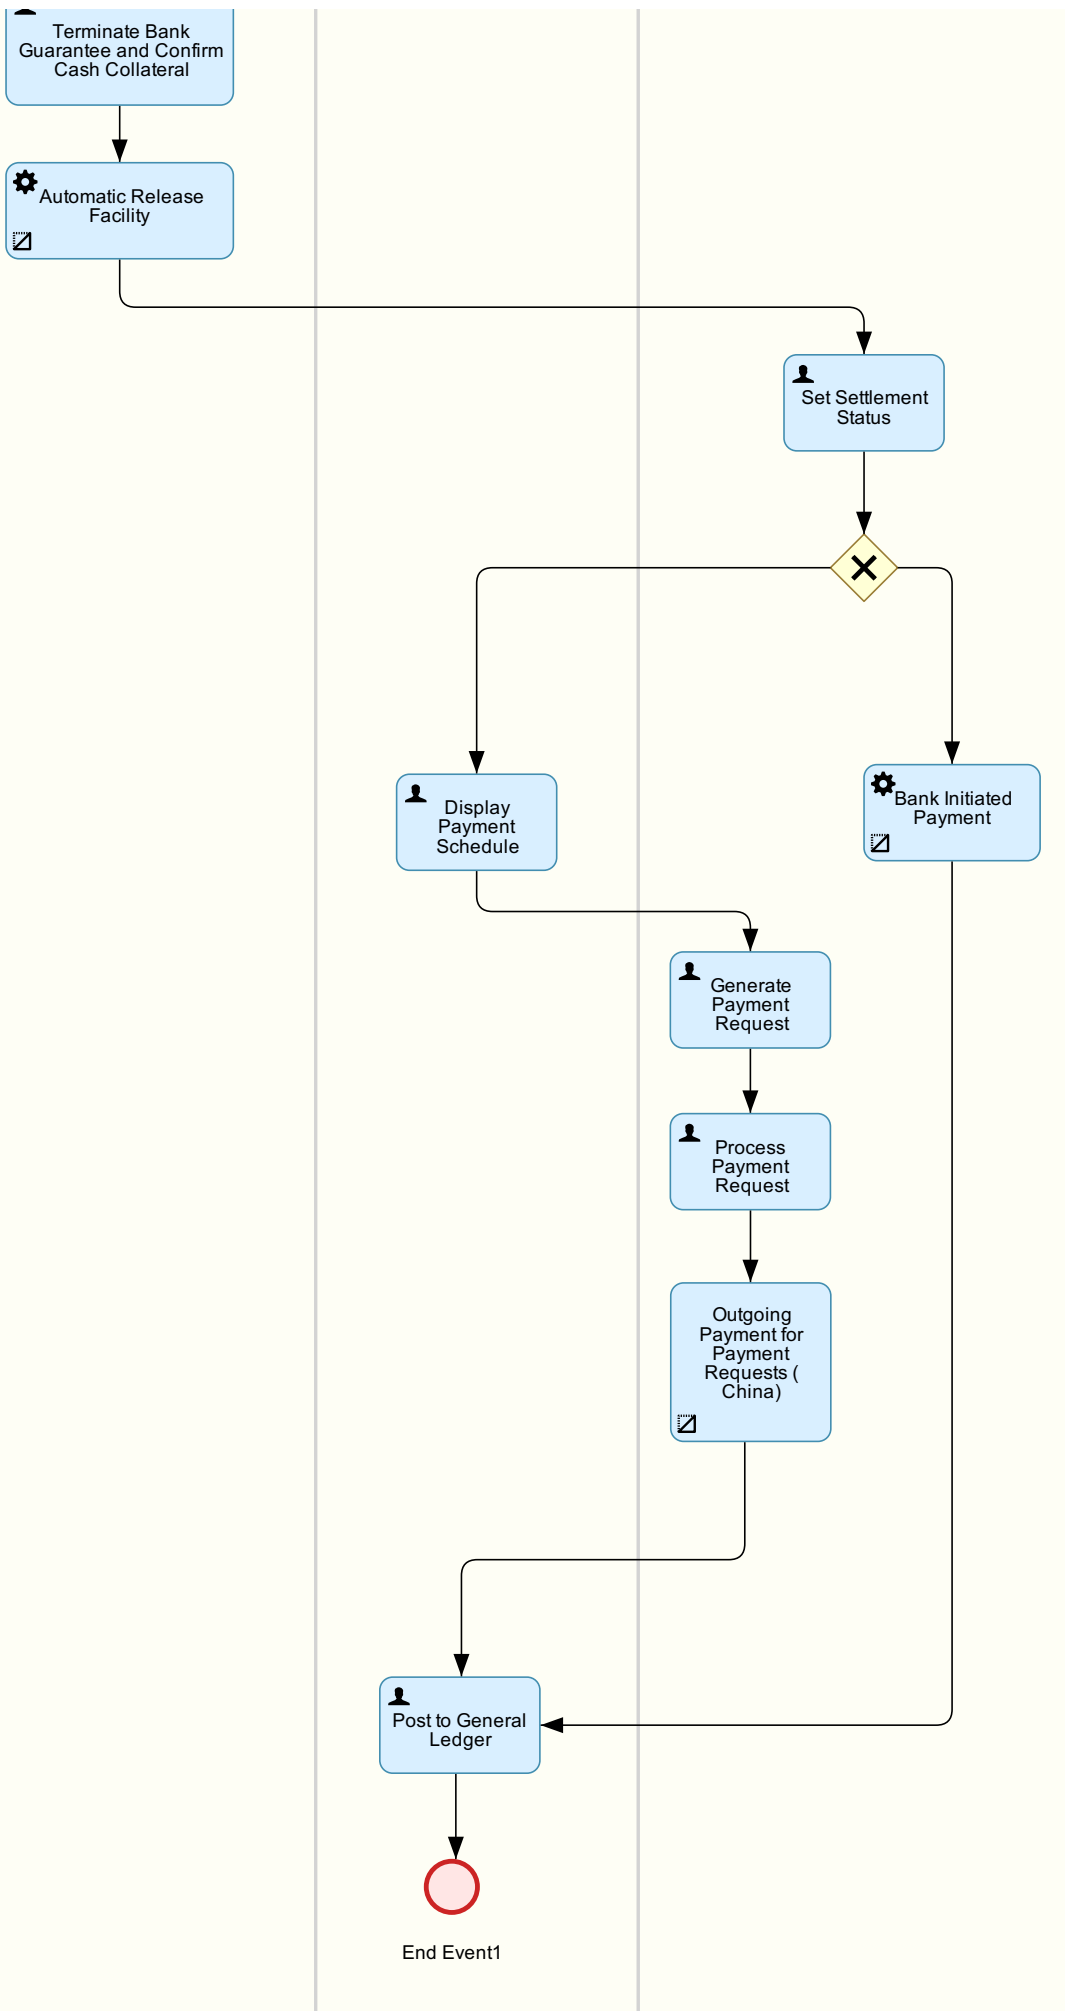 Terminate Bank
Guarantee and Confirm
Cash Collateral
Automatic Release
Facility
Set Settlement
Status
Display
Payment
Schedule
Bank Initiated
Payment
Generate
Payment
Request
Process
Payment
Request
Outgoing
Payment for
Payment
Requests (
China)
Post to General
Ledger
End Event1